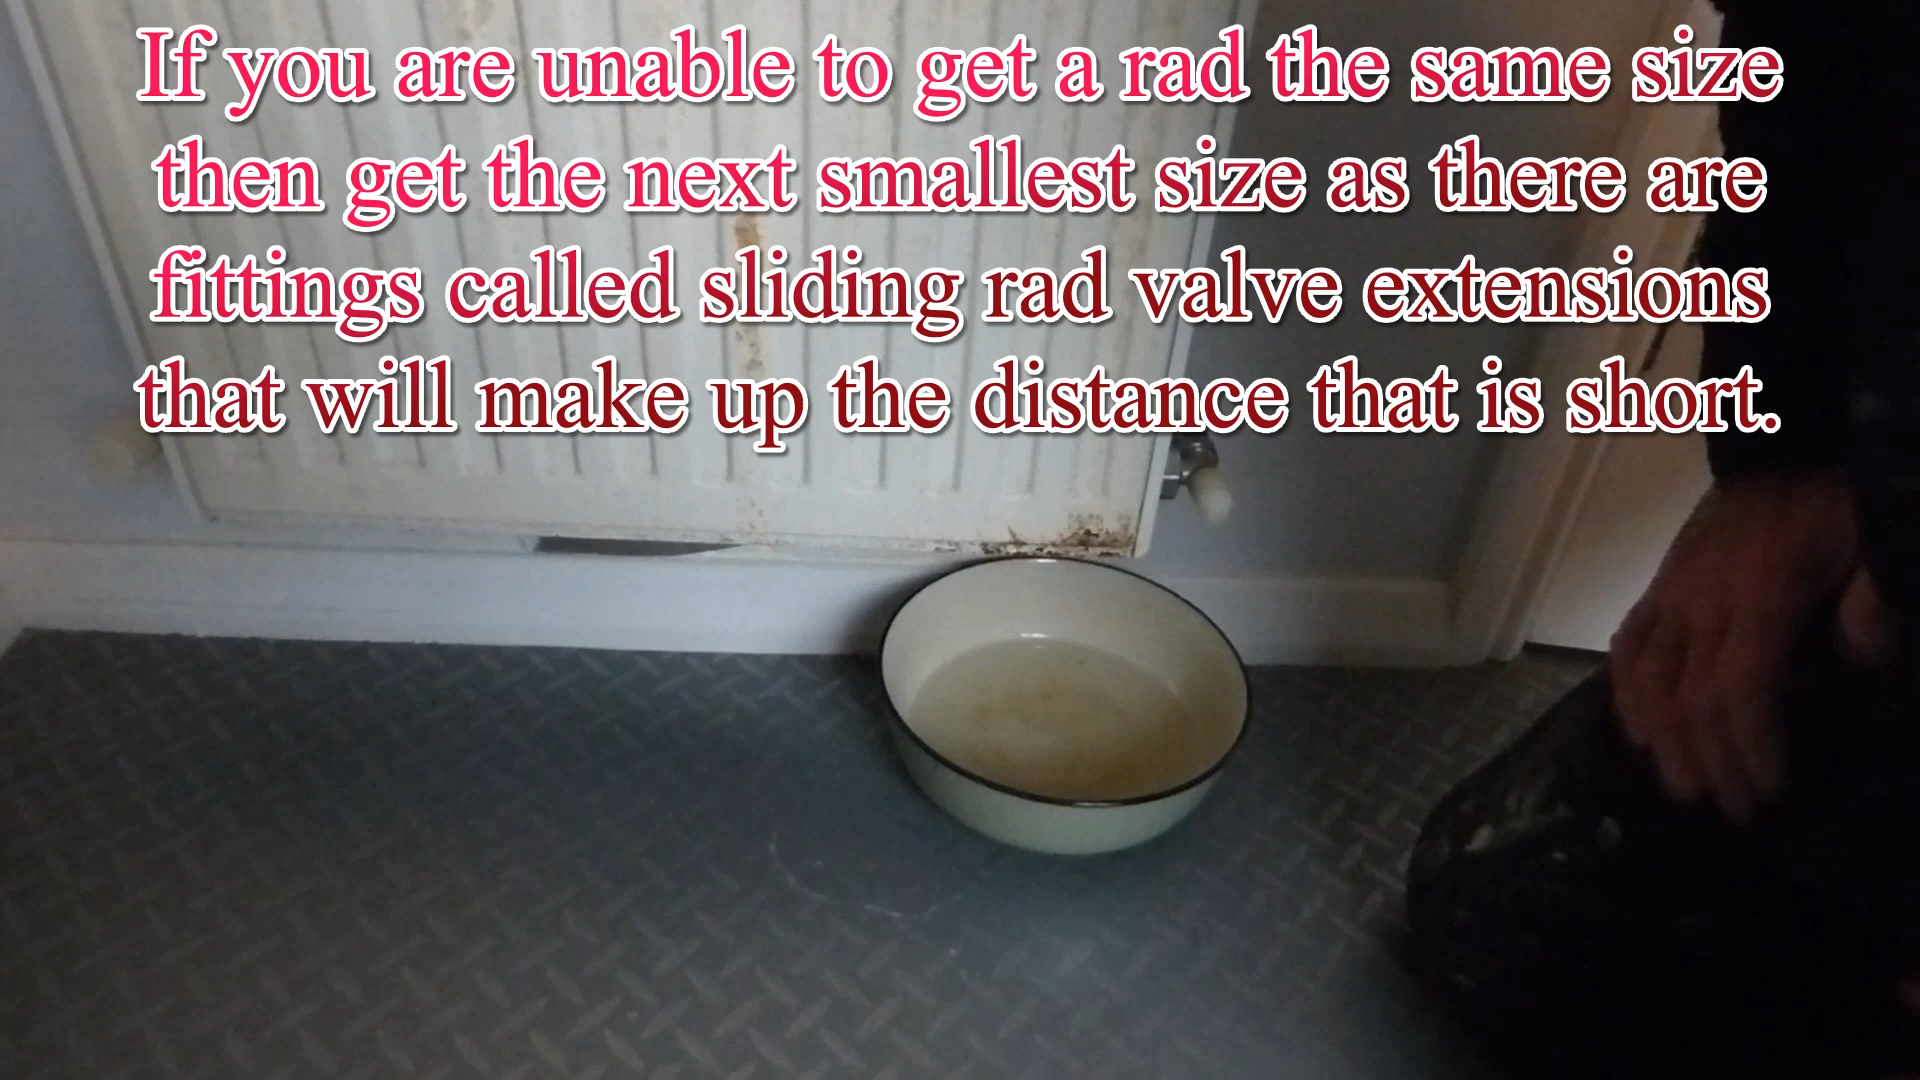 If you are unable to get a rad the same size
then get the next smallest size as there are
fittings called sliding rad valve extensions
that will make up the distance that is short.